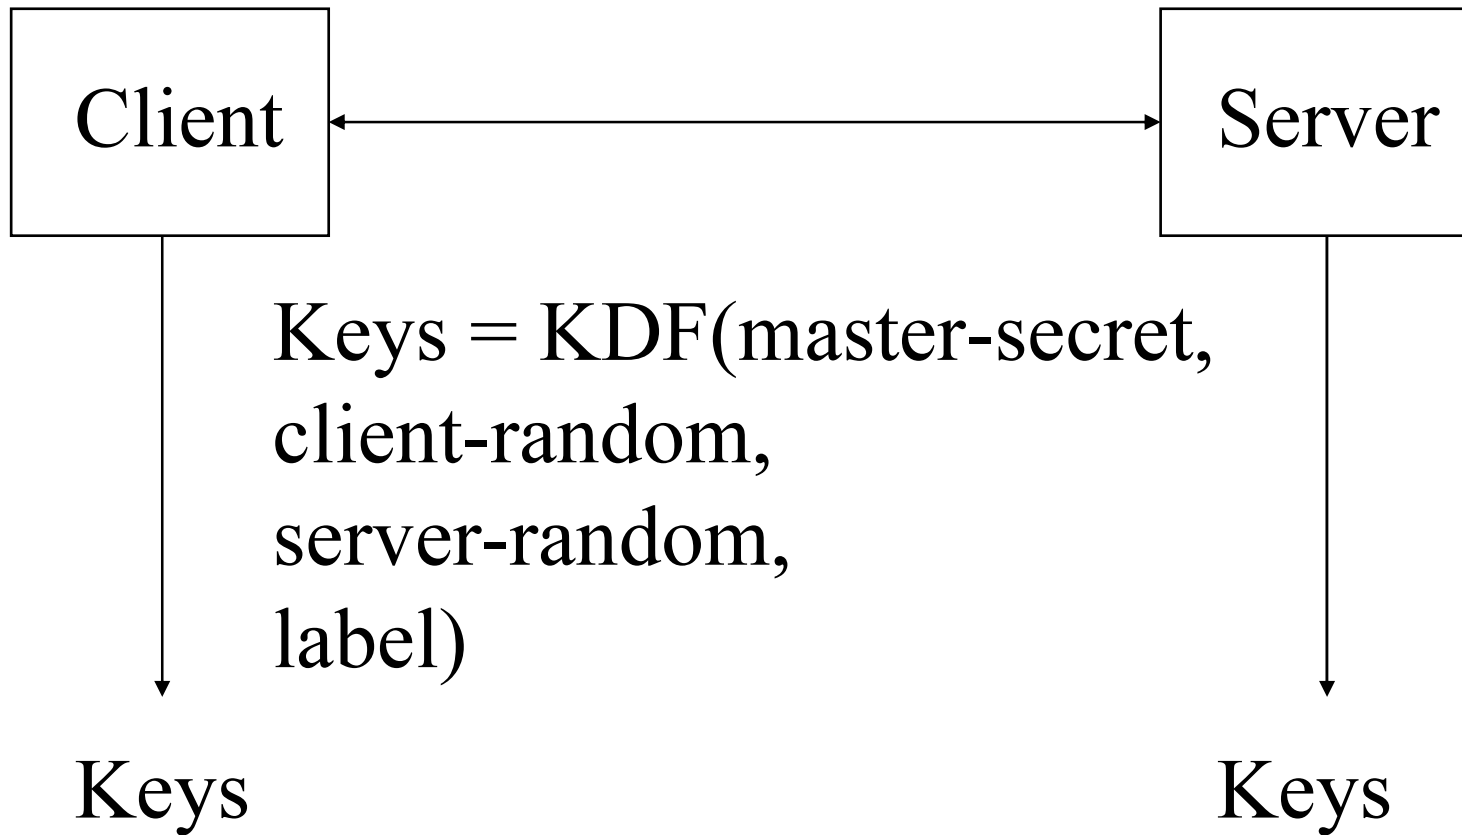 Client
Server
Keys = KDF(master-secret,
client-random,
server-random,
label)
Keys
Keys